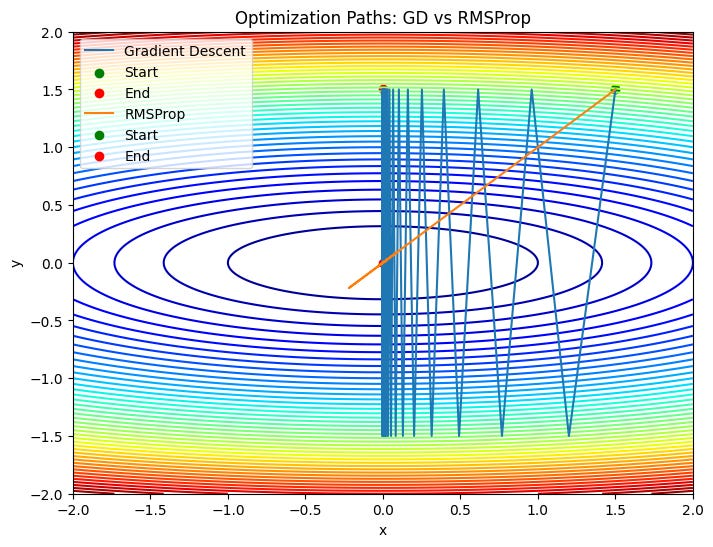 Optimization Paths: GD vs RMSProp
Gradient Descent
Start
End
RMSProp
Start
End
2.0
1.5
1.0
0.5
0.0
−0.5
−1.0
−1.5
−2.0
y
−2.0 −1.5 −1.0 −0.5 0.0 0.5 1.0 1.5 2.0
x